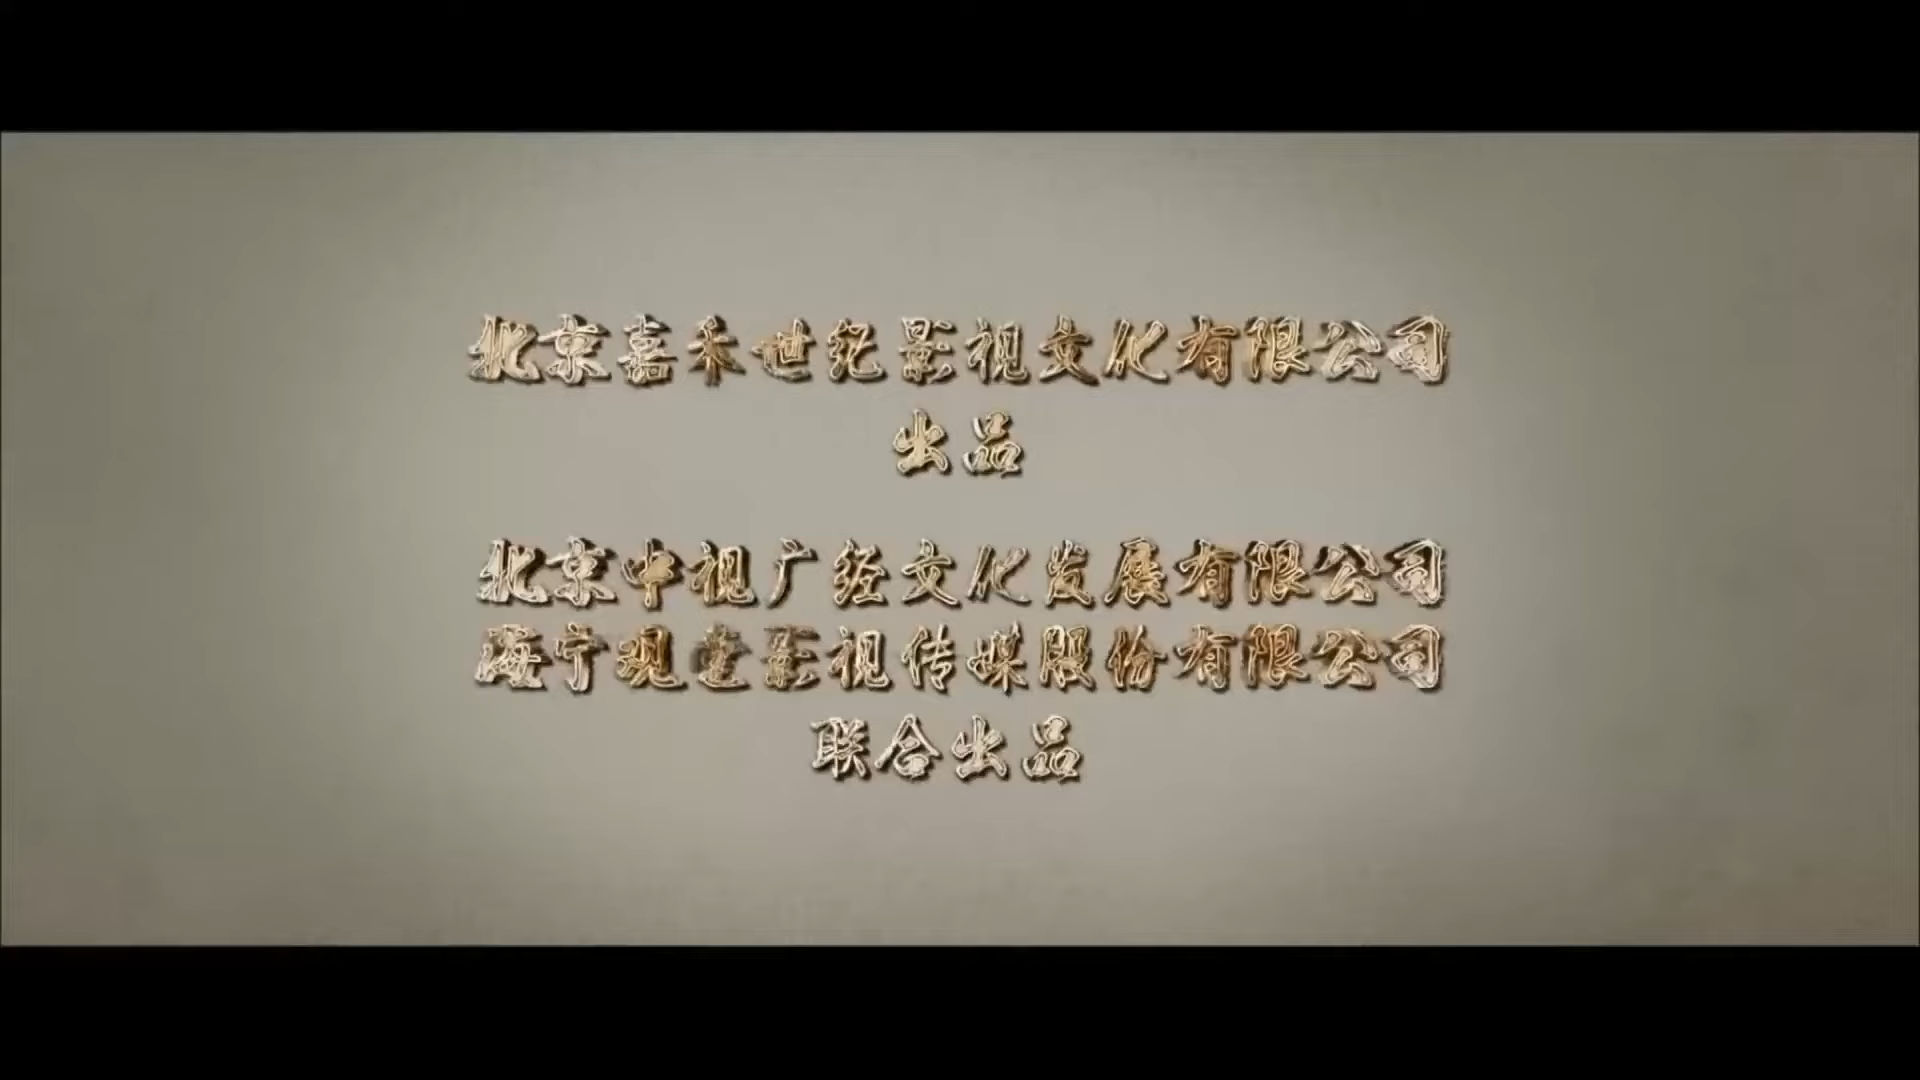 北京嘉禾世纪影视文化有限公司
出品
北京中视广经文化发展有限公司
海宁观堂影视传媒股份有限公司
联合出品